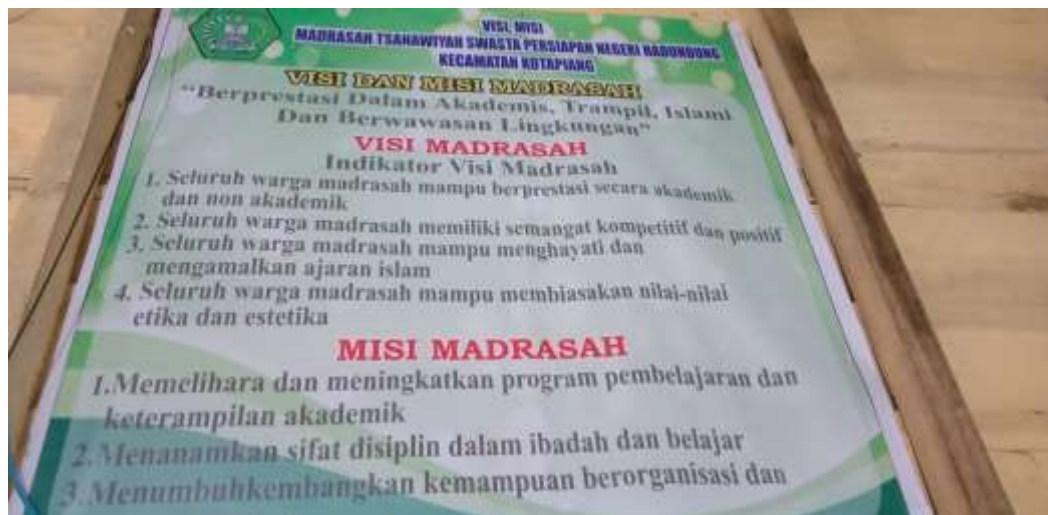 VISI, MISI
MADRASAH TSANAWIYAH SWASTA PERSIAPAN NEGERI HADUNDUNG
KECAMATAN KOTAPIANG
VISI DAN MISI MADRASAH
“Berprestasi Dalam Akademis, Trampil, Islami
Dan Berwawasan Lingkungan“
VISI MADRASAH
Indikator Visi Madrasah
1. Seluruh warga madrasah mampu berprestasi secara akademik
dan non akademik
2. Seluruh warga madrasah memiliki semangat kompetitif dan positif
3. Seluruh warga madrasah mampu menghayati dan
mengamalkan ajaran islam
4. Seluruh warga madrasah mampu membiasakan nilai-nilai
etika dan estetika
MISI MADRASAH
1.Memelihara dan meningkatkan program pembelajaran dan
keterampilan akademik
2.Menanamkan sifat disiplin dalam ibadah dan belajar
3.Menumbuhkembangkan kemampuan berorganisasi dan